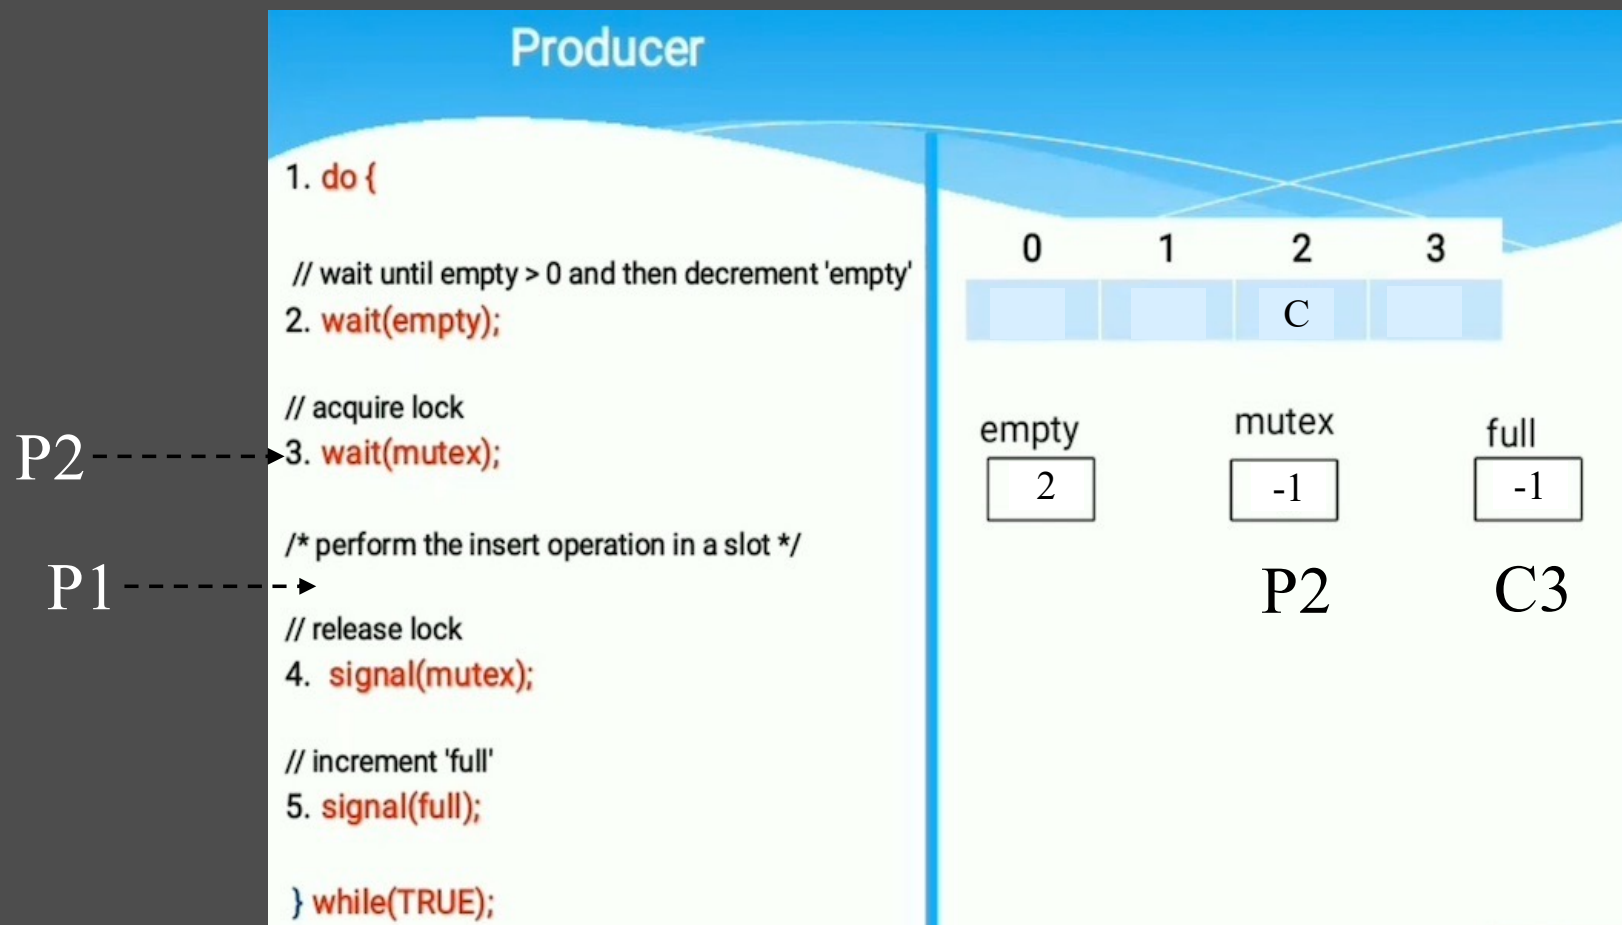 Producer
1. do {
// wait until empty > 0 and then decrement 'empty'
2. wait(empty);
// acquire lock
P2
3. wait(mutex);
/* perform the insert operation in a slot */
P1
// release lock
4. signal(mutex);
// increment 'full'
5. signal(full);
} while(TRUE);
0 1 2 3
C
empty mutex full
2 -1 -1
P2 C3